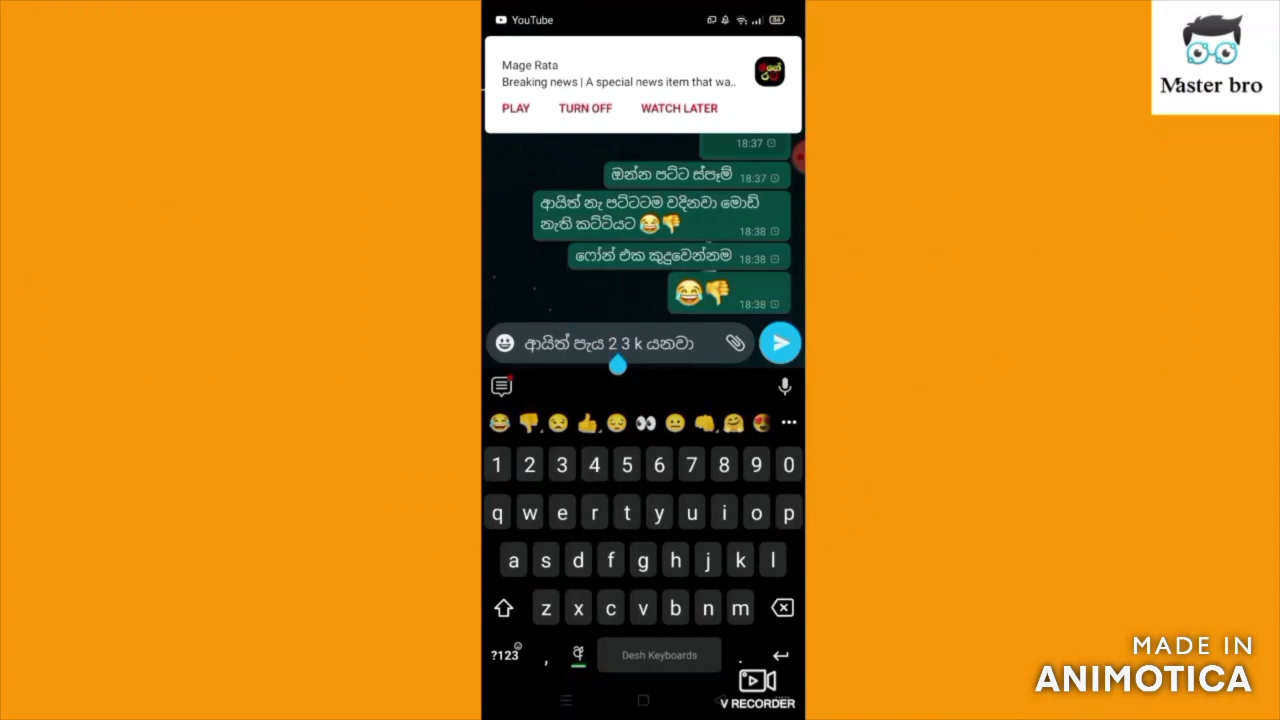 YouTube
84
Master bro
Mage Rata
Breaking news | A special news item that wa..
මගේ
රට
PLAY TURN OFF WATCH LATER
18:37
ඔන්න පට්ට ස්පෑම් 18:37
ආයිත් නෑ පට්ටටම වදිනවා මොඩ්
නැති කට්ටියට 😂👎 18:38
ෆෝන් එක කුදුවෙන්නම 18:38
😂👎 18:38
ආයිත් පැය 2 3 k යනවා
1 2 3 4 5 6 7 8 9 0
q w e r t y u i o p
a s d f g h j k l
z x c v b n m
?123 , අ Desh Keyboards .
V RECORDER
MADE IN
ANIMOTICA